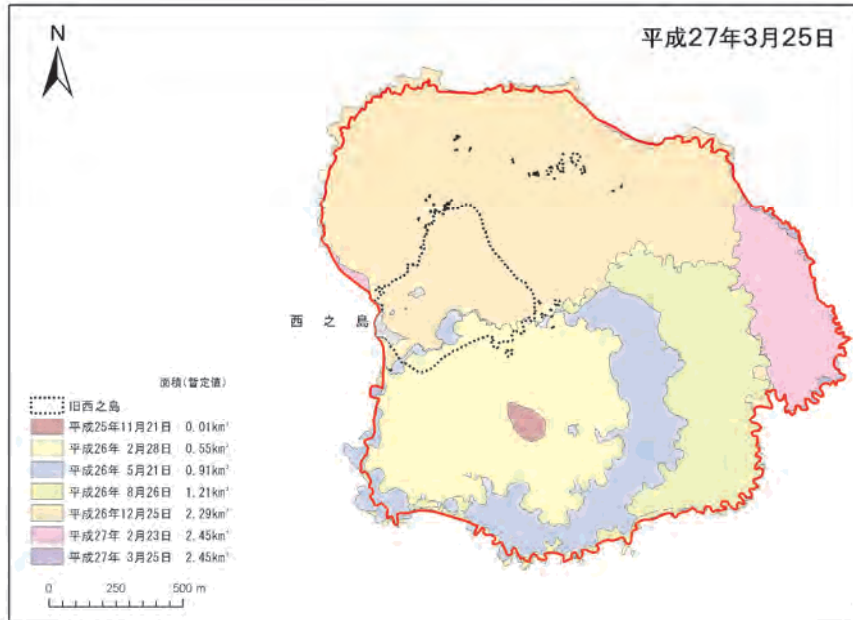 平成27年3月25日
N
西之島
面積(暫定値)
旧西之島
平成25年11月21日 0.01km²
平成26年 2月28日 0.55km²
平成26年 5月21日 0.91km²
平成26年 8月26日 1.21km²
平成26年12月25日 2.29km²
平成27年 2月23日 2.45km²
平成27年 3月25日 2.45km²
0 250 500 m